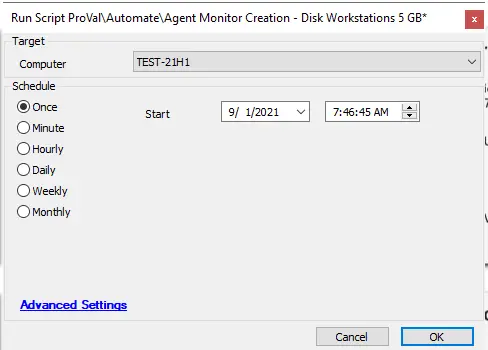 Run Script ProVal\Automate\Agent Monitor Creation - Disk Workstations 5 GB*
x
Target
Computer
TEST-21H1
Schedule
Once
Start
9/ 1/2021
7:46:45 AM
Minute
Hourly
Daily
Weekly
Monthly
Advanced Settings
Cancel
OK